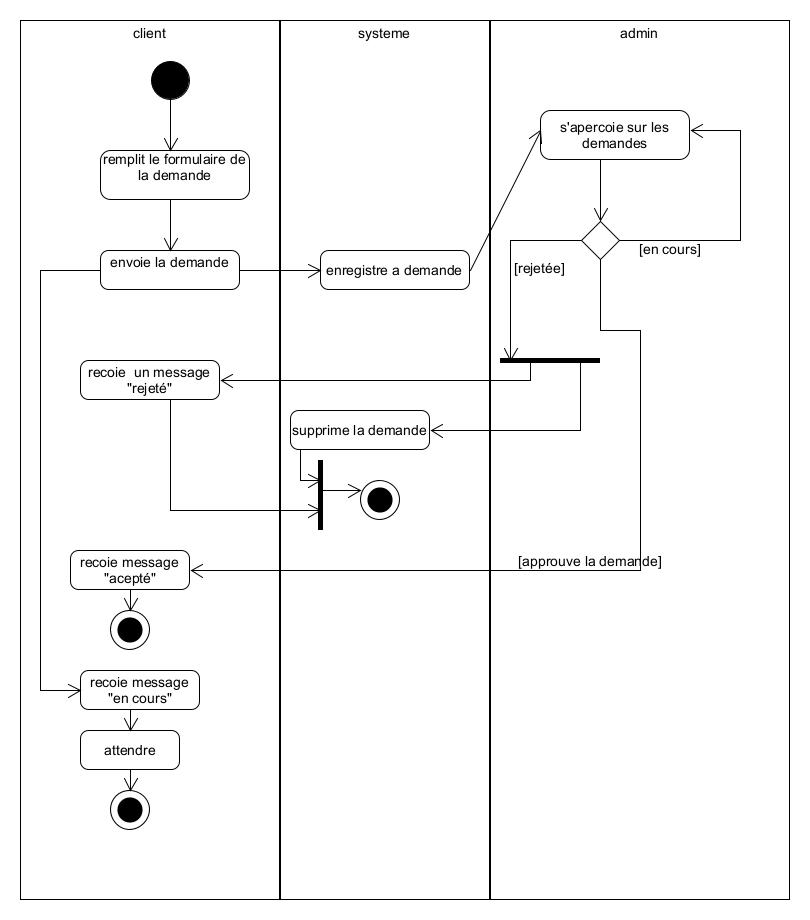 client
systeme
admin
s'apercoie sur les
demandes
remplit le formulaire de
la demande
[en cours]
envoie la demande
enregistre a demande
[rejetée]
recoie  un message
"rejeté"
supprime la demande
[approuve la demande]
recoie message
"acepté"
recoie message
"en cours"
attendre